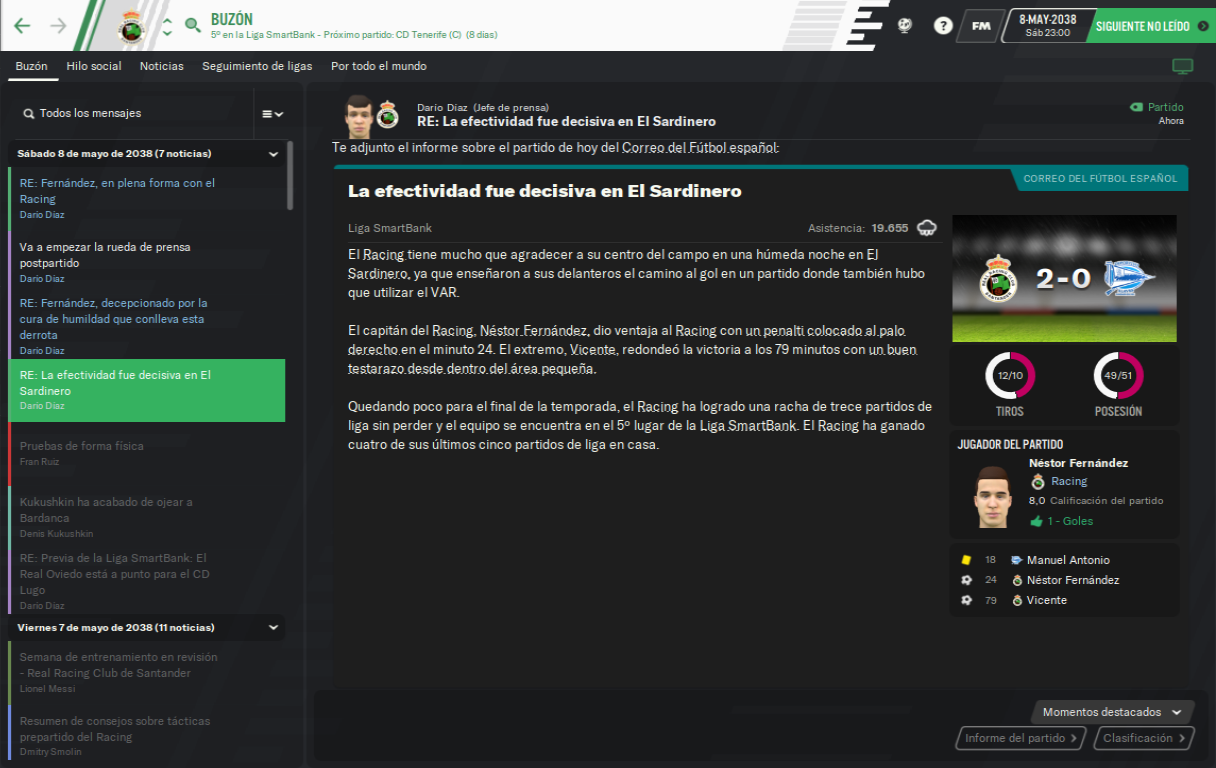 BUZÓN
5º en la Liga SmartBank - Próximo partido: CD Tenerife (C) (8 días)
?
FM
8-MAY-2038
Sáb 23:00
SIGUIENTE NO LEÍDO
Buzón
Hilo social
Noticias
Seguimiento de ligas
Por todo el mundo
Todos los mensajes
Sábado 8 de mayo de 2038 (7 noticias)
RE: Fernández, en plena forma con el
Racing
Darío Díaz
Va a empezar la rueda de prensa
postpartido
Darío Díaz
RE: Fernández, decepcionado por la
cura de humildad que conlleva esta
derrota
Darío Díaz
RE: La efectividad fue decisiva en El
Sardinero
Darío Díaz
Pruebas de forma física
Fran Ruiz
Kukushkin ha acabado de ojear a
Bardanca
Denis Kukushkin
RE: Previa de la Liga SmartBank: El
Real Oviedo está a punto para el CD
Lugo
Darío Díaz
Viernes 7 de mayo de 2038 (11 noticias)
Semana de entrenamiento en revisión
- Real Racing Club de Santander
Lionel Messi
Resumen de consejos sobre tácticas
prepartido del Racing
Dmitry Smolin
Darío Díaz (Jefe de prensa)
RE: La efectividad fue decisiva en El Sardinero
Partido
Ahora
Te adjunto el informe sobre el partido de hoy del Correo del Fútbol español:
CORREO DEL FÚTBOL ESPAÑOL
La efectividad fue decisiva en El Sardinero
Liga SmartBank
Asistencia: 19.655
El Racing tiene mucho que agradecer a su centro del campo en una húmeda noche en El
Sardinero, ya que enseñaron a sus delanteros el camino al gol en un partido donde también hubo
que utilizar el VAR.
El capitán del Racing, Néstor Fernández, dio ventaja al Racing con un penalti colocado al palo
derecho en el minuto 24. El extremo, Vicente, redondeó la victoria a los 79 minutos con un buen
testarazo desde dentro del área pequeña.
Quedando poco para el final de la temporada, el Racing ha logrado una racha de trece partidos de
liga sin perder y el equipo se encuentra en el 5º lugar de la Liga SmartBank. El Racing ha ganado
cuatro de sus últimos cinco partidos de liga en casa.
2-0
12/10
TIROS
49/51
POSESIÓN
JUGADOR DEL PARTIDO
Néstor Fernández
Racing
8,0 Calificación del partido
1 - Goles
18 Manuel Antonio
24 Néstor Fernández
79 Vicente
Momentos destacados
Informe del partido
Clasificación